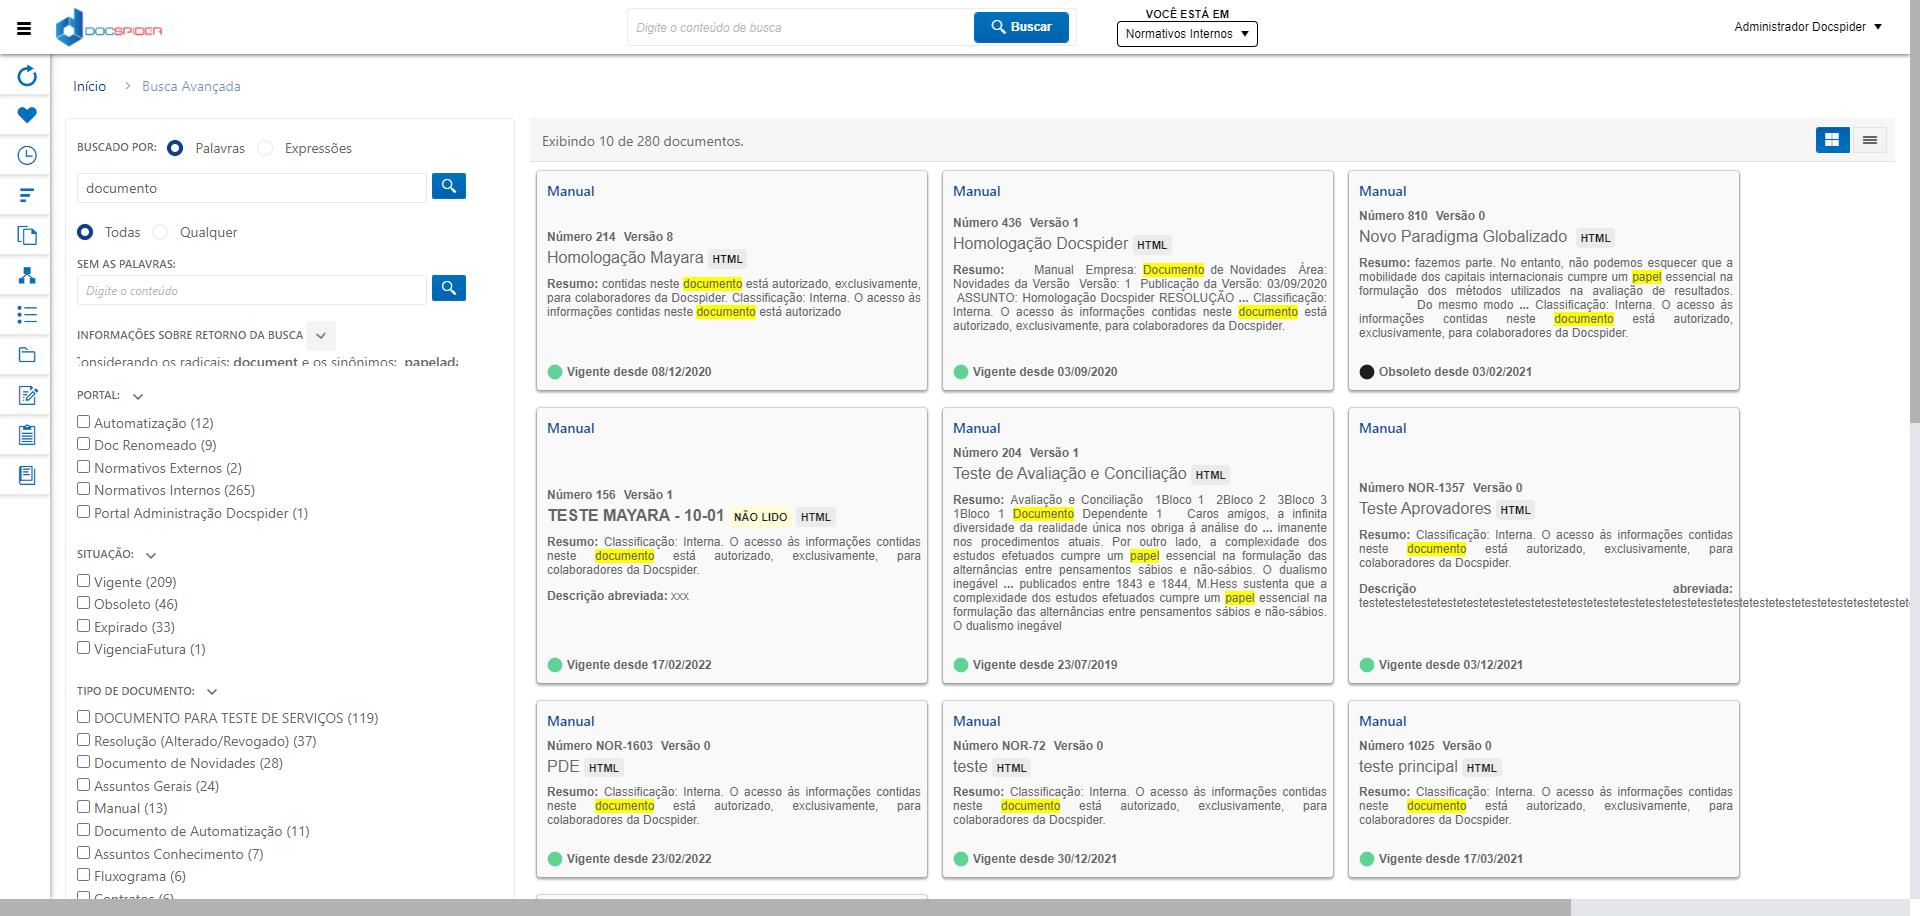 DOCSPIDER
Digite o conteúdo de busca
Buscar
VOCÊ ESTÁ EM
Normativos Internos
Administrador Docspider
Início > Busca Avançada
BUSCADO POR: Palavras Expressões
documento
Todas Qualquer
SEM AS PALAVRAS:
Digite o conteúdo
INFORMAÇÕES SOBRE RETORNO DA BUSCA
Considerando os radicais: document e os sinônimos: papelada
PORTAL:
Automatização (12)
Doc Renomeado (9)
Normativos Externos (2)
Normativos Internos (265)
Portal Administração Docspider (1)
SITUAÇÃO:
Vigente (209)
Obsoleto (46)
Expirado (33)
VigenciaFutura (1)
TIPO DE DOCUMENTO:
DOCUMENTO PARA TESTE DE SERVIÇOS (119)
Resolução (Alterado/Revogado) (37)
Documento de Novidades (28)
Assuntos Gerais (24)
Manual (13)
Documento de Automatização (11)
Assuntos Conhecimento (7)
Fluxograma (6)
Contratos (6)
Exibindo 10 de 280 documentos.
Manual
Número 214 Versão 8
Homologação Mayara HTML
Resumo: contidas neste documento está autorizado, exclusivamente,
para colaboradores da Docspider. Classificação: Interna. O acesso às
informações contidas neste documento está autorizado
Vigente desde 08/12/2020
Manual
Número 436 Versão 1
Homologação Docspider HTML
Resumo: Manual Empresa: Documento de Novidades Área:
Novidades da Versão Versão: 1 Publicação da Versão: 03/09/2020
ASSUNTO: Homologação Docspider RESOLUÇÃO ... Classificação:
Interna. O acesso às informações contidas neste documento está
autorizado, exclusivamente, para colaboradores da Docspider.
Vigente desde 03/09/2020
Manual
Número 810 Versão 0
Novo Paradigma Globalizado HTML
Resumo: fazemos parte. No entanto, não podemos esquecer que a
mobilidade dos capitais internacionais cumpre um papel essencial na
formulação dos métodos utilizados na avaliação de resultados.
Do mesmo modo ... Classificação: Interna. O acesso às
informações contidas neste documento está autorizado,
exclusivamente, para colaboradores da Docspider.
Obsoleto desde 03/02/2021
Manual
Número 156 Versão 1
TESTE MAYARA - 10-01 NÃO LIDO HTML
Resumo: Classificação: Interna. O acesso às informações contidas
neste documento está autorizado, exclusivamente, para
colaboradores da Docspider.
Descrição abreviada: xxx
Vigente desde 17/02/2022
Manual
Número 204 Versão 1
Teste de Avaliação e Conciliação HTML
Resumo: Avaliação e Conciliação 1Bloco 1 2Bloco 2 3Bloco 3
1Bloco 1 Documento Dependente 1 Caros amigos, a infinita
diversidade da realidade única nos obriga à análise do ... imanente
nos procedimentos atuais. Por outro lado, a complexidade dos
estudos efetuados cumpre um papel essencial na formulação das
alternâncias entre pensamentos sábios e não-sábios. O dualismo
inegável ... publicados entre 1843 e 1844, M.Hess sustenta que a
complexidade dos estudos efetuados cumpre um papel essencial na
formulação das alternâncias entre pensamentos sábios e não-sábios.
O dualismo inegável
Vigente desde 23/07/2019
Manual
Número NOR-1357 Versão 0
Teste Aprovadores HTML
Resumo: Classificação: Interna. O acesso às informações contidas
neste documento está autorizado, exclusivamente, para
colaboradores da Docspider.
Descrição abreviada:
testetestetestetestetestetestetestetestetestetestetestetestetestetestetestetestetestetestetestetestetestetestetestetestetestet
Vigente desde 03/12/2021
Manual
Número NOR-1603 Versão 0
PDE HTML
Resumo: Classificação: Interna. O acesso às informações contidas
neste documento está autorizado, exclusivamente, para
colaboradores da Docspider.
Vigente desde 23/02/2022
Manual
Número NOR-72 Versão 0
teste HTML
Resumo: Classificação: Interna. O acesso às informações contidas
neste documento está autorizado, exclusivamente, para
colaboradores da Docspider.
Vigente desde 30/12/2021
Manual
Número 1025 Versão 0
teste principal HTML
Resumo: Classificação: Interna. O acesso às informações contidas
neste documento está autorizado, exclusivamente, para
colaboradores da Docspider.
Vigente desde 17/03/2021